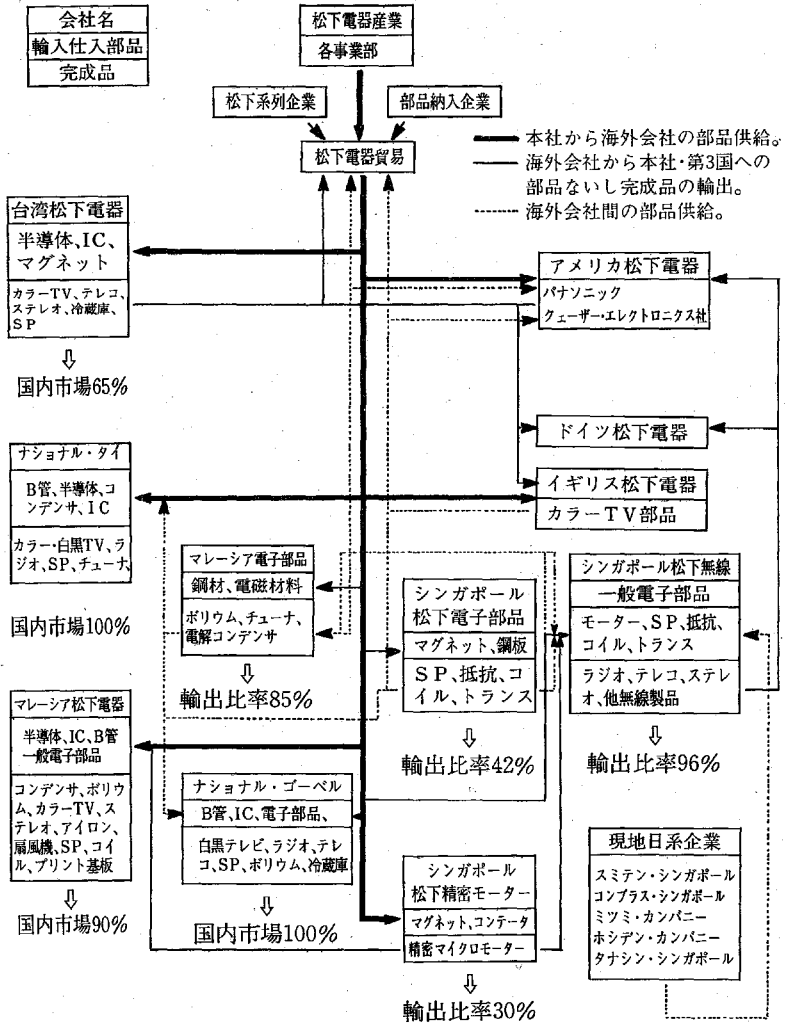 会社名
輸入仕入部品
完成品
松下電器産業
各事業部
松下系列企業
部品納入企業
松下電器貿易
本社から海外会社の部品供給。
海外会社から本社・第3国への
部品ないし完成品の輸出。
海外会社間の部品供給。
台湾松下電器
半導体、IC、
マグネット
カラーTV、テレコ、
ステレオ、冷蔵庫、
SP
国内市場65%
アメリカ松下電器
パナソニック
クェーザー・エレクトロニクス社
ドイツ松下電器
イギリス松下電器
カラーTV部品
ナショナル・タイ
B管、半導体、コ
ンデンサ、IC
カラー・白黒TV、ラ
ジオ、SP、チューナ
国内市場100%
マレーシア電子部品
鋼材、電磁材料
ボリウム、チューナ、
電解コンデンサ
輸出比率85%
シンガポール
松下電子部品
マグネット、鋼板
SP、抵抗、コ
イル、トランス
輸出比率42%
シンガポール松下無線
一般電子部品
モーター、SP、抵抗、
コイル、トランス
ラジオ、テレコ、ステレ
オ、他無線製品
輸出比率96%
マレーシア松下電器
半導体、IC、B管
一般電子部品
コンデンサ、ボリウ
ム、カラーTV、ス
テレオ、アイロン、
扇風機、SP、コイ
ル、プリント基板
国内市場90%
ナショナル・ゴーベル
B管、IC、電子部品、
白黒テレビ、ラジオ、テレ
コ、SP、ボリウム、冷蔵庫
国内市場100%
シンガポール
松下精密モーター
マグネット、コンテータ
精密マイクロモーター
輸出比率30%
現地日系企業
スミテン・シンガポール
コンプラス・シンガポール
ミツミ・カンパニー
ホシデン・カンパニー
タナシン・シンガポール